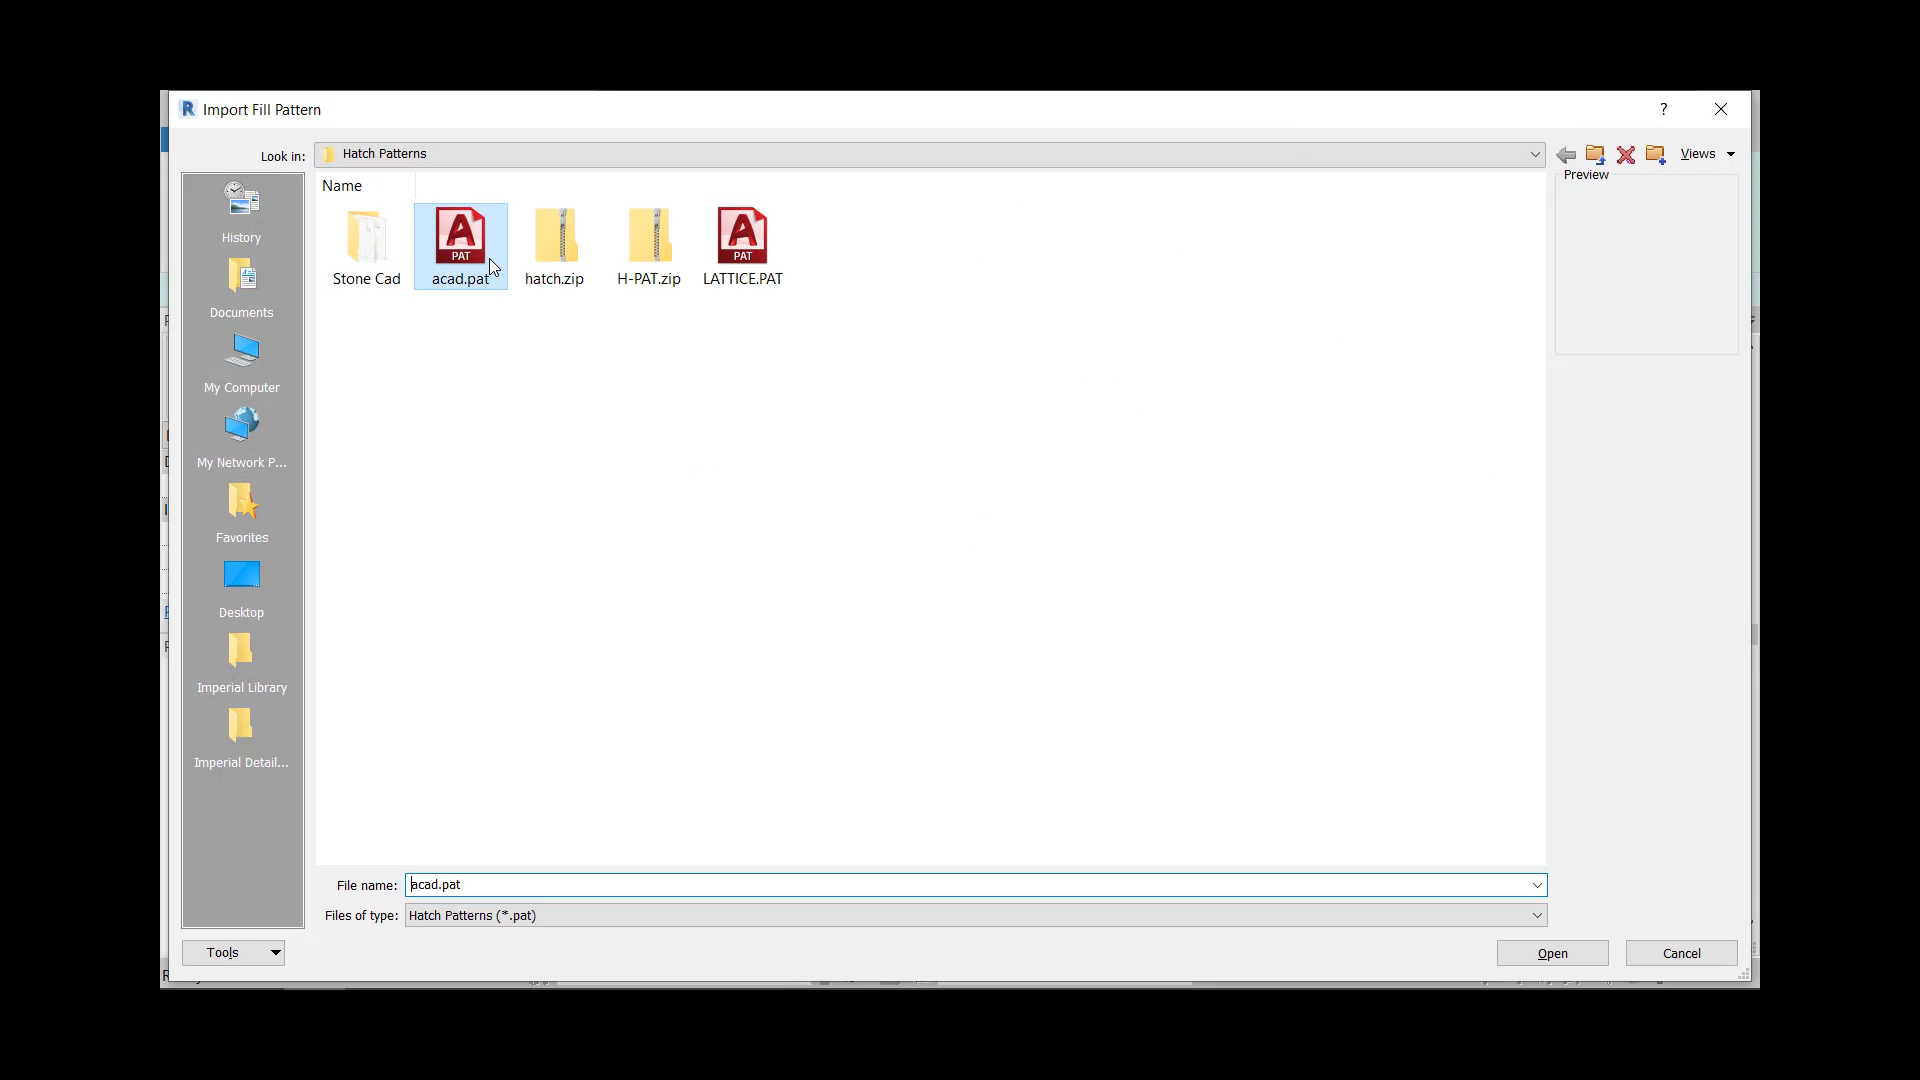 R Import Fill Pattern ?
Look in: Hatch Patterns Views
Preview
Name
Stone Cad
A PAT acad.pat
hatch.zip
H-PAT.zip
A PAT LATTICE.PAT
History
Documents
My Computer
My Network P...
Favorites
Desktop
Imperial Library
Imperial Detail...
File name: acad.pat
Files of type: Hatch Patterns (*.pat)
Tools
Open
Cancel